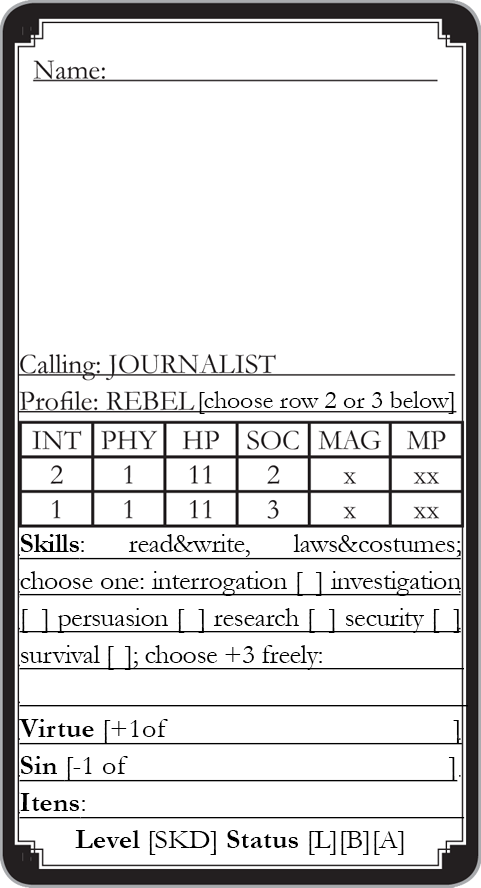 Name:
Calling: JOURNALIST
Profile: REBEL [choose row 2 or 3 below]
INT PHY HP SOC MAG MP
2 1 11 2 x xx
1 1 11 3 x xx
Skills: read&write, laws&costumes;
choose one: interrogation [ ] investigation
[ ] persuasion [ ] research [ ] security [ ]
survival [ ]; choose +3 freely:
Virtue [+1of ]
Sin [-1 of ]
Itens:
Level [SKD] Status [L][B][A]